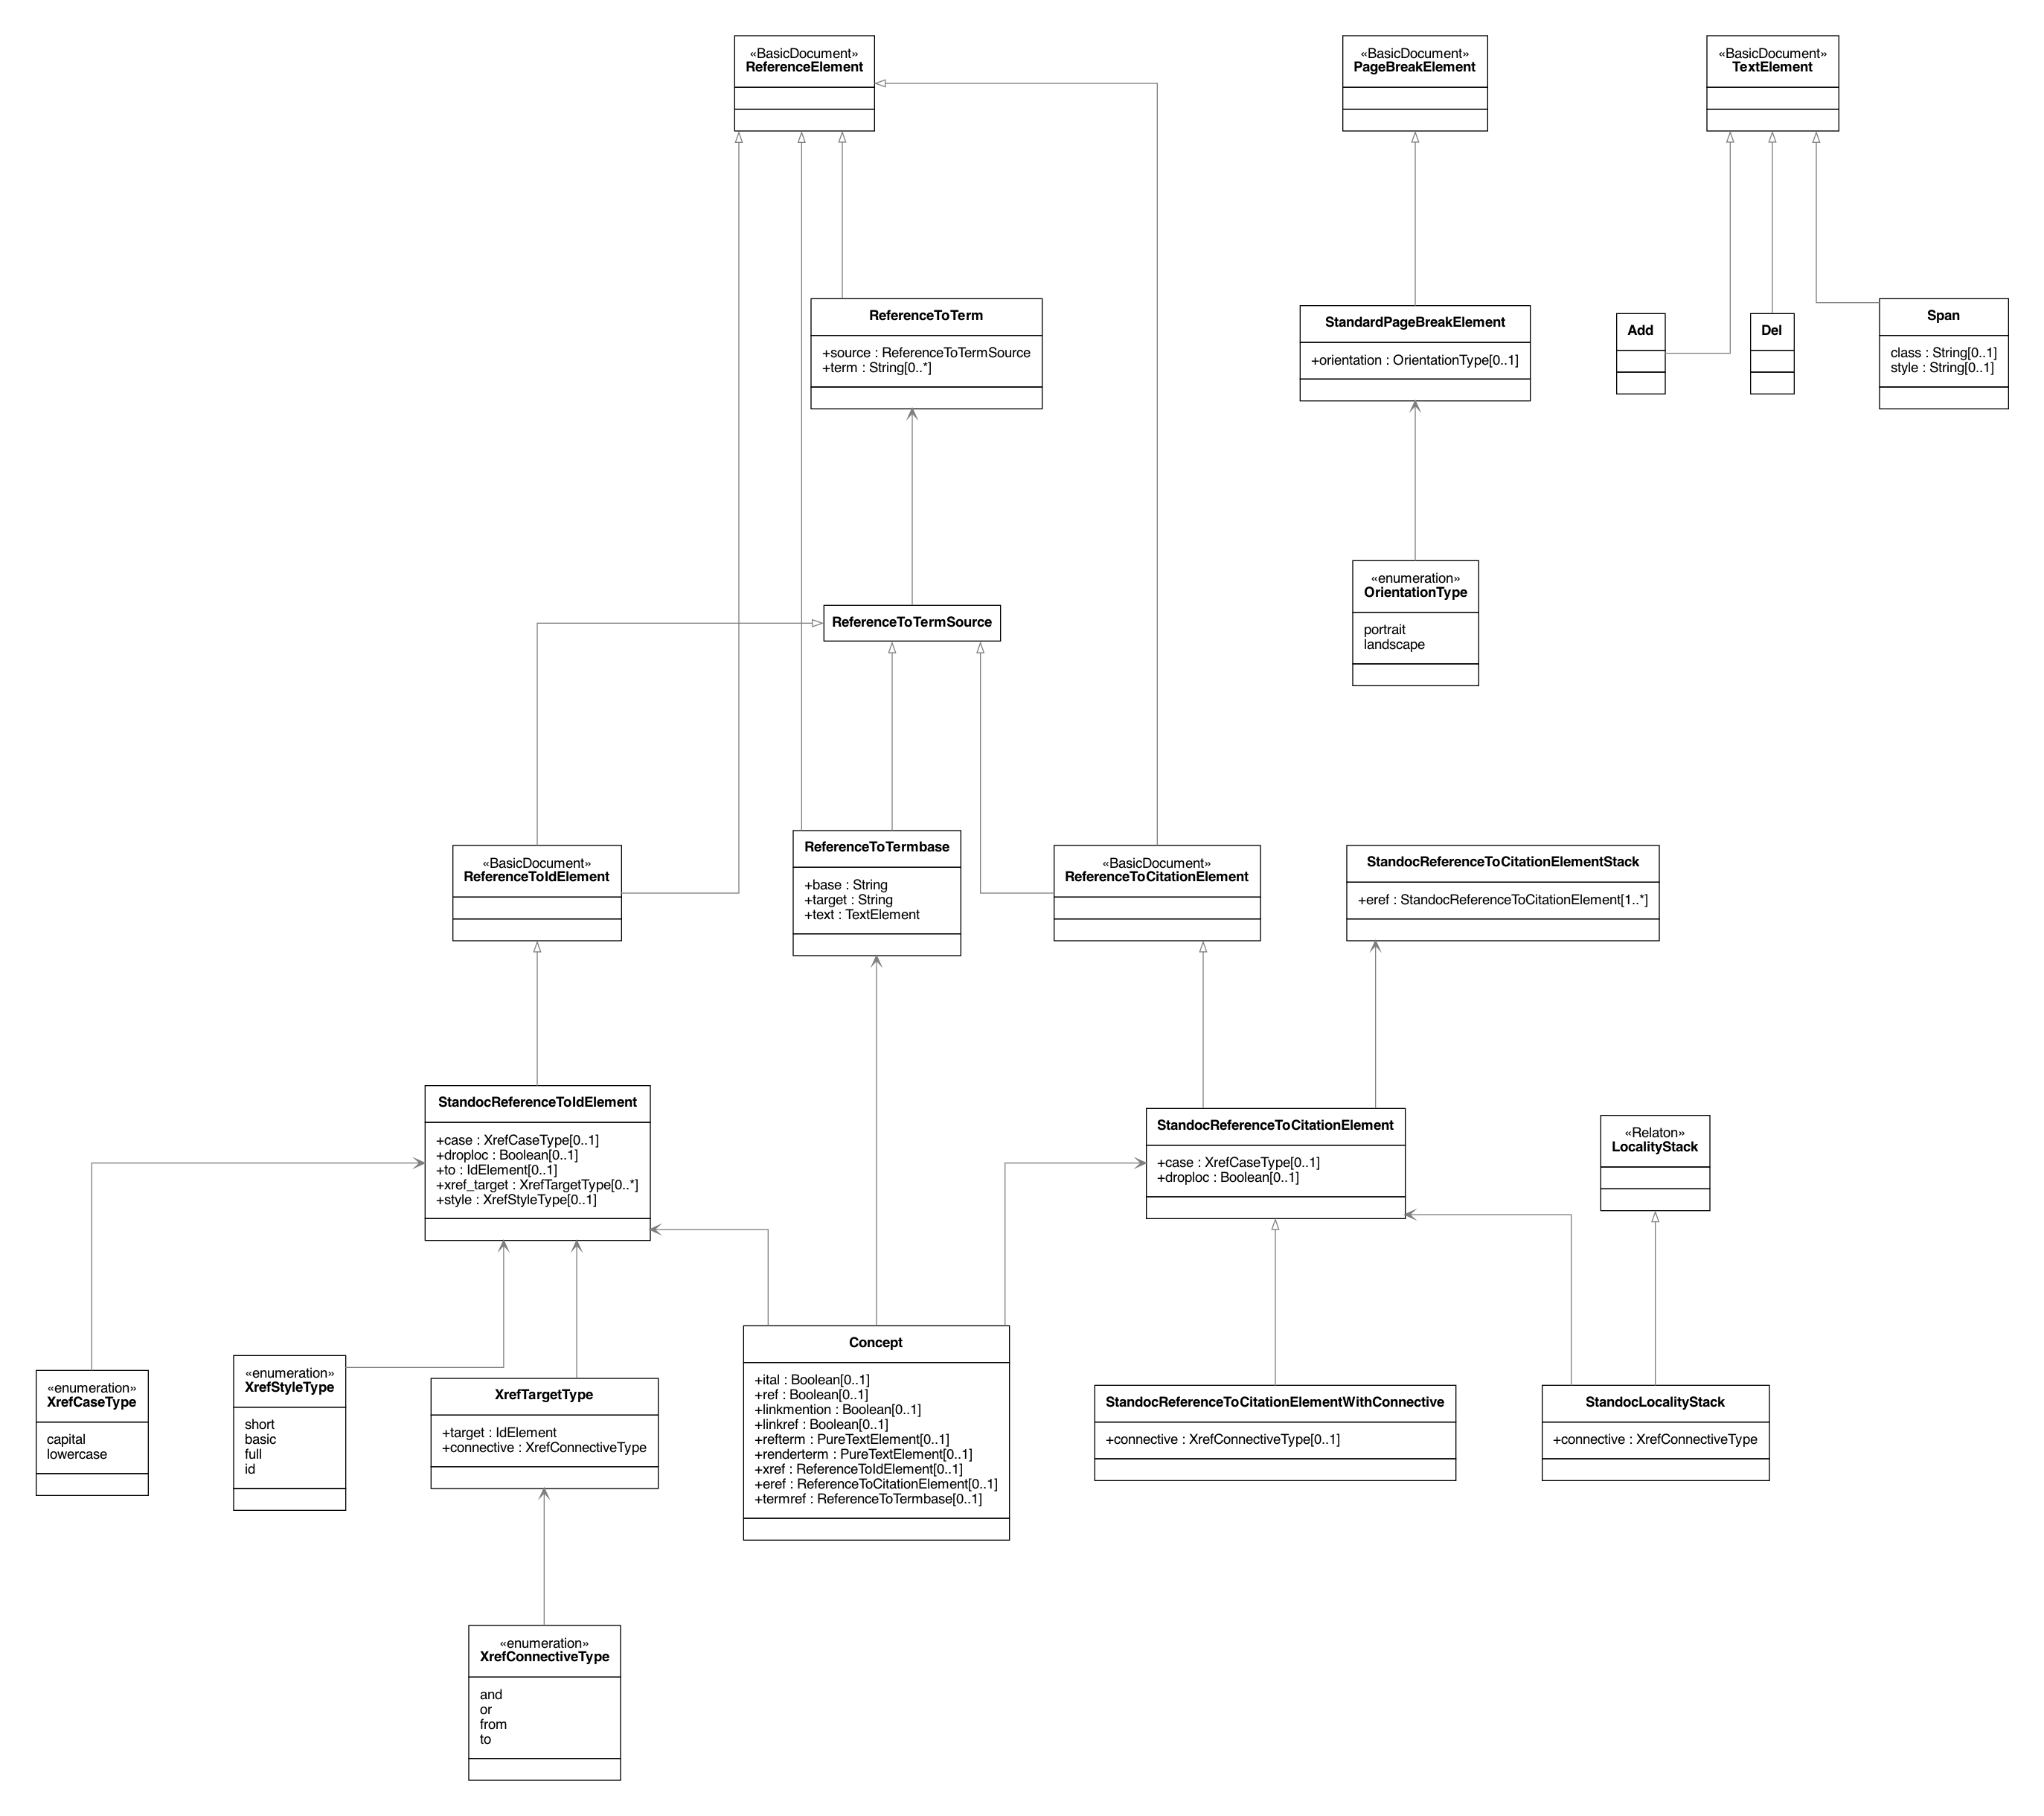 «BasicDocument»
ReferenceElement
«BasicDocument»
PageBreakElement
«BasicDocument»
TextElement
ReferenceToTerm
+source : ReferenceToTermSource
+term : String[0..*]
StandardPageBreakElement
+orientation : OrientationType[0..1]
Add
Del
Span
class : String[0..1]
style : String[0..1]
«enumeration»
OrientationType
portrait
landscape
ReferenceToTermSource
«BasicDocument»
ReferenceToIdElement
ReferenceToTermbase
+base : String
+target : String
+text : TextElement
«BasicDocument»
ReferenceToCitationElement
StandocReferenceToCitationElementStack
+eref : StandocReferenceToCitationElement[1..*]
StandocReferenceToIdElement
+case : XrefCaseType[0..1]
+droploc : Boolean[0..1]
+to : IdElement[0..1]
+xref_target : XrefTargetType[0..*]
+style : XrefStyleType[0..1]
StandocReferenceToCitationElement
+case : XrefCaseType[0..1]
+droploc : Boolean[0..1]
«Relaton»
LocalityStack
«enumeration»
XrefCaseType
capital
lowercase
«enumeration»
XrefStyleType
short
basic
full
id
XrefTargetType
+target : IdElement
+connective : XrefConnectiveType
Concept
+ital : Boolean[0..1]
+ref : Boolean[0..1]
+linkmention : Boolean[0..1]
+linkref : Boolean[0..1]
+refterm : PureTextElement[0..1]
+renderterm : PureTextElement[0..1]
+xref : ReferenceToIdElement[0..1]
+eref : ReferenceToCitationElement[0..1]
+termref : ReferenceToTermbase[0..1]
StandocReferenceToCitationElementWithConnective
+connective : XrefConnectiveType[0..1]
StandocLocalityStack
+connective : XrefConnectiveType
«enumeration»
XrefConnectiveType
and
or
from
to